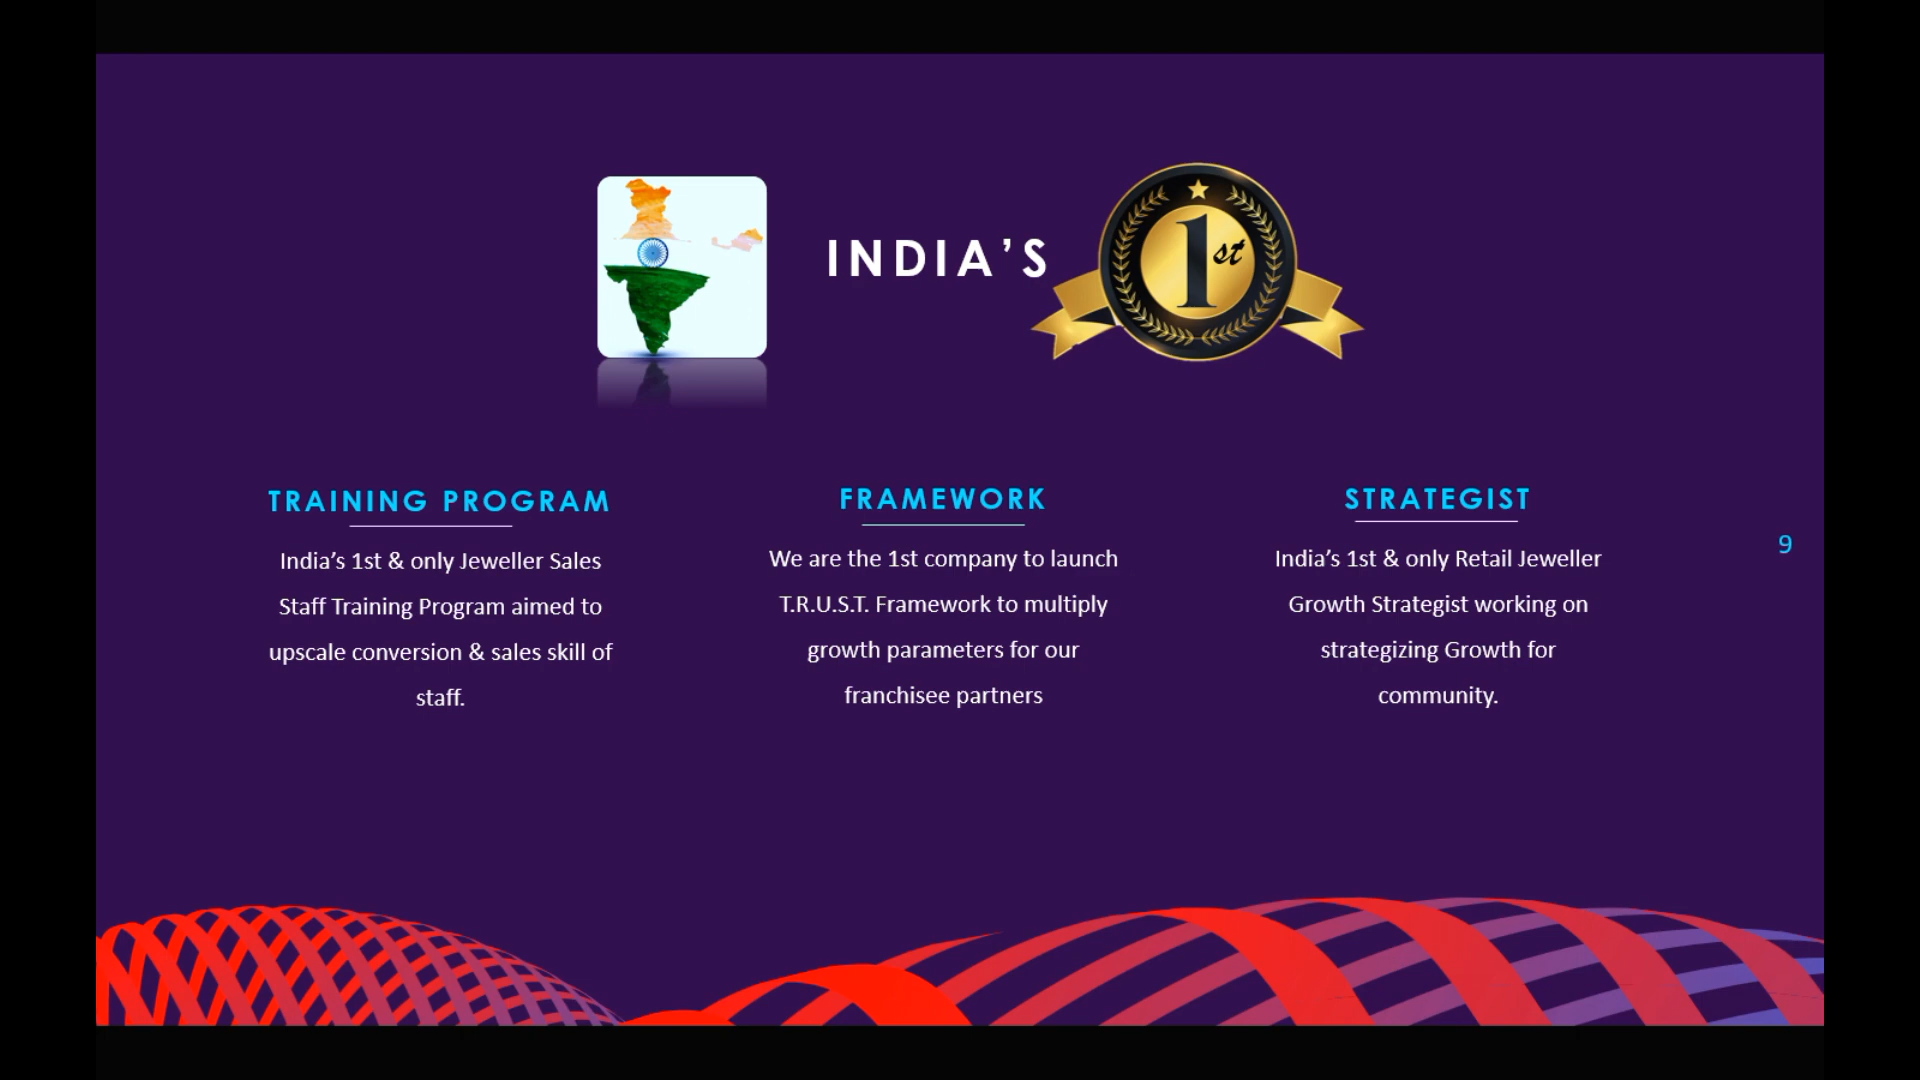 INDIA’S
1st
TRAINING PROGRAM
India’s 1st & only Jeweller Sales
Staff Training Program aimed to
upscale conversion & sales skill of
staff.
FRAMEWORK
We are the 1st company to launch
T.R.U.S.T. Framework to multiply
growth parameters for our
franchisee partners
STRATEGIST
India’s 1st & only Retail Jeweller
Growth Strategist working on
strategizing Growth for
community.
9